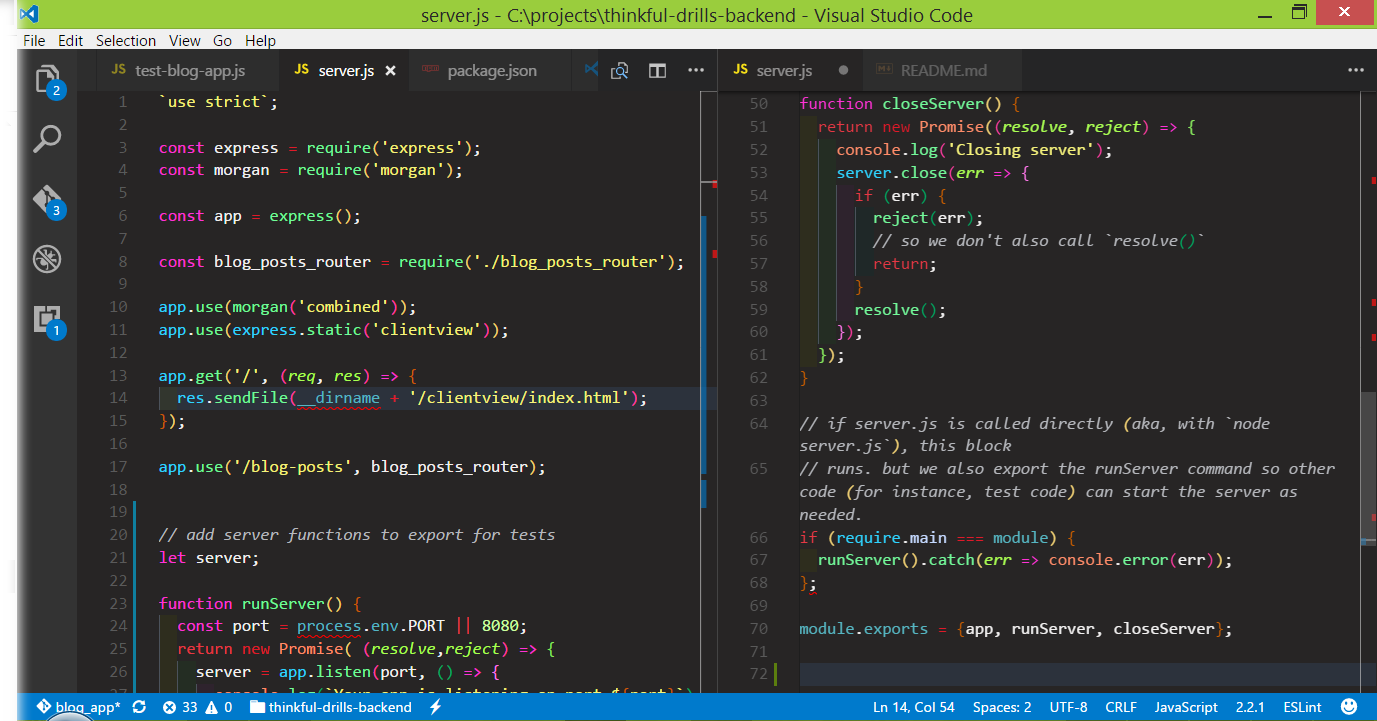 server.js - C:\projects\thinkful-drills-backend - Visual Studio Code
File Edit Selection View Go Help
JS test-blog-app.js JS server.js × package.json
1 `use strict`;
2
3 const express = require('express');
4 const morgan = require('morgan');
5
6 const app = express();
7
8 const blog_posts_router = require('./blog_posts_router');
9
10 app.use(morgan('combined'));
11 app.use(express.static('clientview'));
12
13 app.get('/', (req, res) => {
14 res.sendFile(__dirname + '/clientview/index.html');
15 });
16
17 app.use('/blog-posts', blog_posts_router);
18
19
20 // add server functions to export for tests
21 let server;
22
23 function runServer() {
24 const port = process.env.PORT || 8080;
25 return new Promise( (resolve,reject) => {
26 server = app.listen(port, () => {
27 console.log(`Your app is listening on port ${port}`)
2
3
1
JS server.js README.md
50 function closeServer() {
51 return new Promise((resolve, reject) => {
52 console.log('Closing server');
53 server.close(err => {
54 if (err) {
55 reject(err);
56 // so we don't also call `resolve()`
57 return;
58 }
59 resolve();
60 });
61 });
62 }
63
64 // if server.js is called directly (aka, with `node
server.js`), this block
65 // runs. but we also export the runServer command so other
code (for instance, test code) can start the server as
needed.
66 if (require.main === module) {
67 runServer().catch(err => console.error(err));
68 };
69
70 module.exports = {app, runServer, closeServer};
71
72
blog_app* 33 0 thinkful-drills-backend Ln 14, Col 54 Spaces: 2 UTF-8 CRLF JavaScript 2.2.1 ESLint